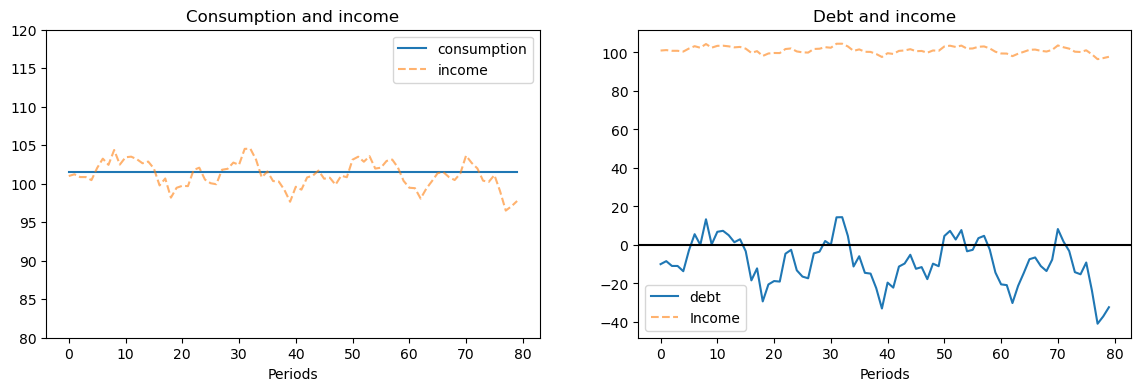 Consumption and income
120
115
110
105
100
95
90
85
80
0 10 20 30 40 50 60 70 80
Periods
consumption
income
Debt and income
100
80
60
40
20
0
−20
−40
0 10 20 30 40 50 60 70 80
Periods
debt
Income